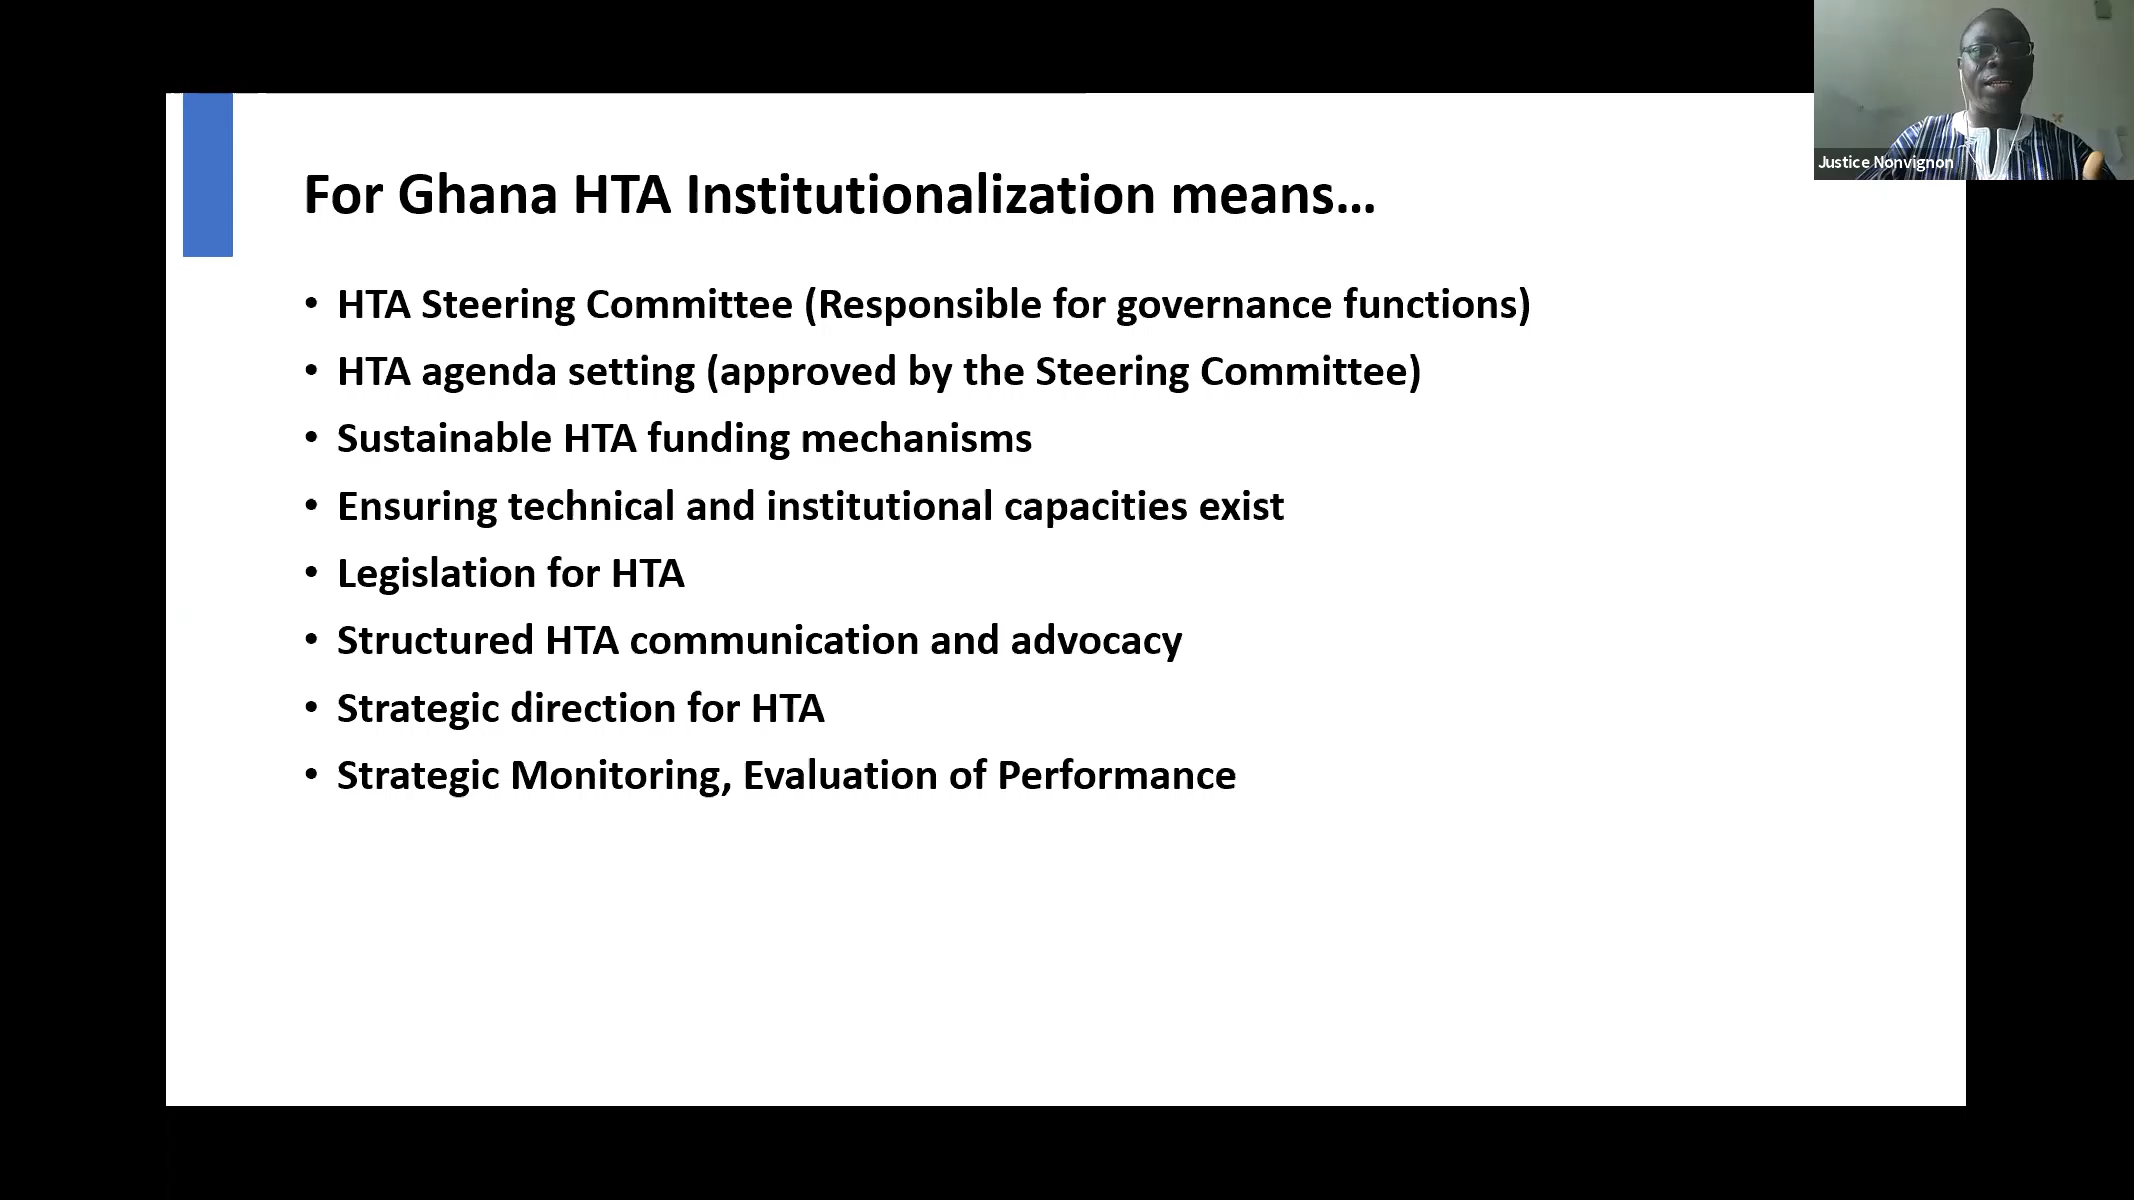 For Ghana HTA Institutionalization means...
• HTA Steering Committee (Responsible for governance functions)
• HTA agenda setting (approved by the Steering Committee)
• Sustainable HTA funding mechanisms
• Ensuring technical and institutional capacities exist
• Legislation for HTA
• Structured HTA communication and advocacy
• Strategic direction for HTA
• Strategic Monitoring, Evaluation of Performance
Justice Nonvignon